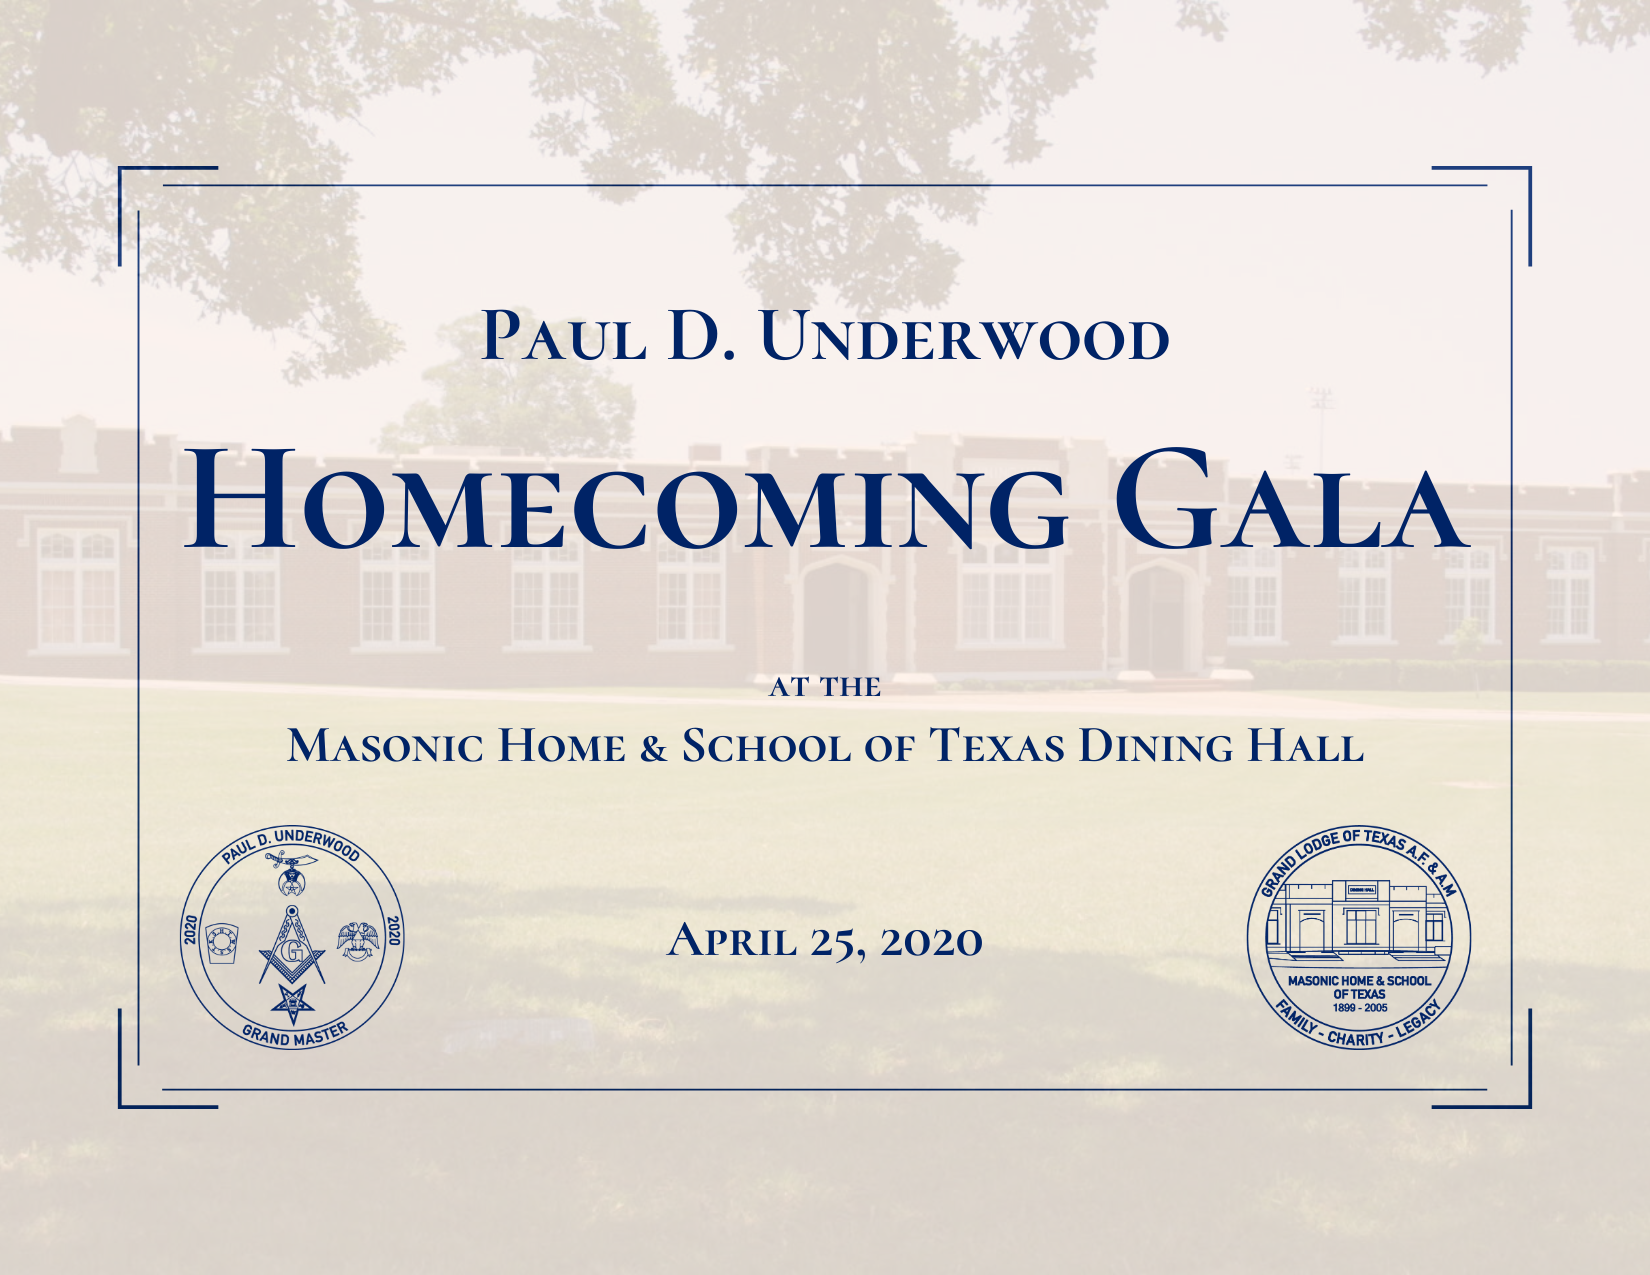 Paul D. Underwood
Homecoming Gala
at the
Masonic Home & School of Texas Dining Hall
PAUL D. UNDERWOOD
2020
2020
G
GRAND MASTER
April 25, 2020
GRAND LODGE OF TEXAS A.F. & A.M
DINING HALL
MASONIC HOME & SCHOOL
OF TEXAS
1899 - 2005
FAMILY - CHARITY - LEGACY